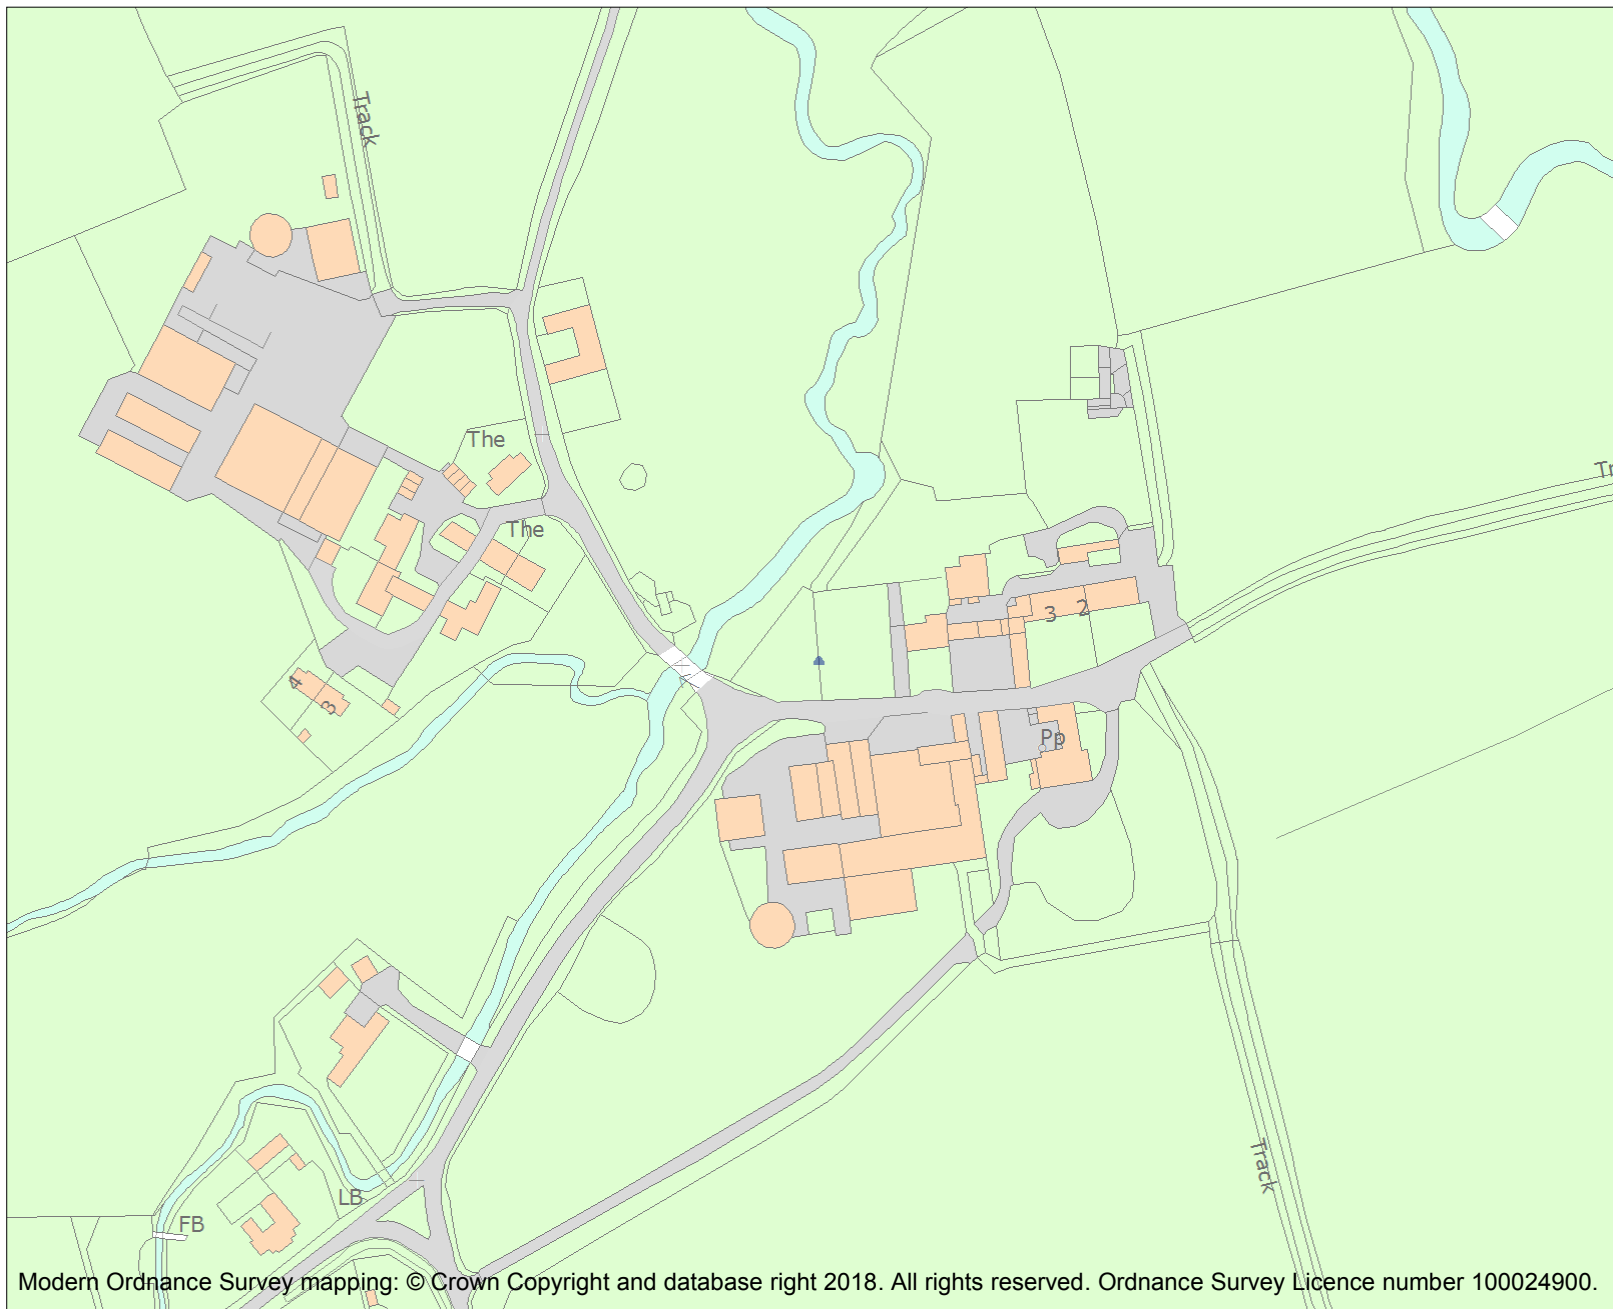 Track
The
The
Tr
3 2
4
3
Pp
Track
LB
FB
Modern Ordnance Survey mapping: © Crown Copyright and database right 2018. All rights reserved. Ordnance Survey Licence number 100024900.